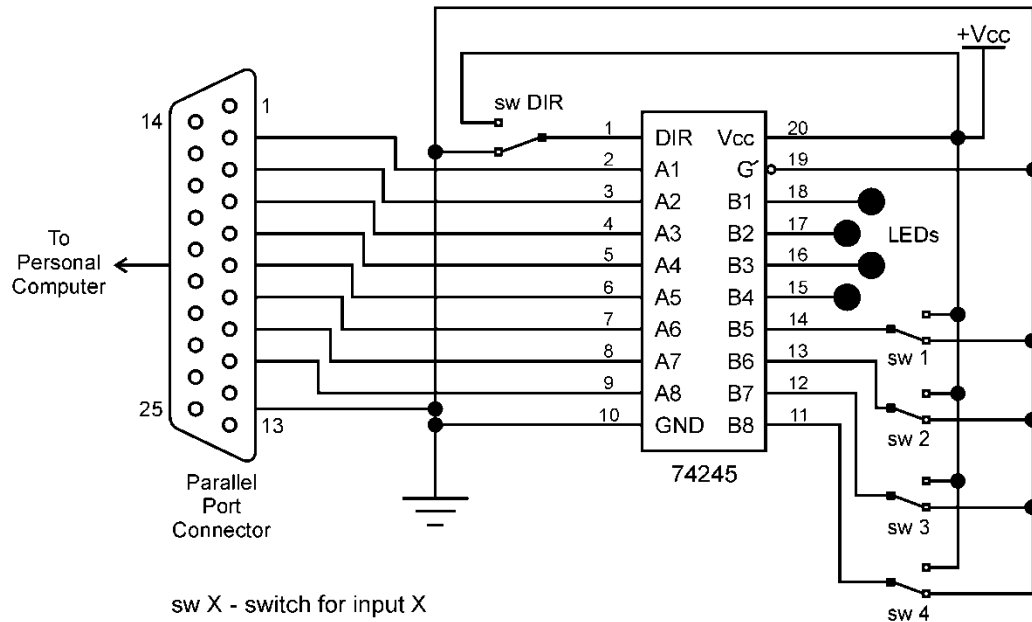 +Vcc
sw DIR
14
1
25
13
To
Personal
Computer
Parallel
Port
Connector
1 DIR Vcc 20
2 A1 G´ 19
3 A2 B1 18
4 A3 B2 17
LEDs
5 A4 B3 16
6 A5 B4 15
7 A6 B5 14
8 A7 B6 13
9 A8 B7 12
10 GND B8 11
74245
sw 1
sw 2
sw 3
sw 4
sw X - switch for input X